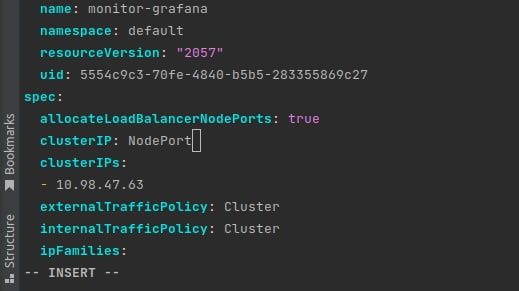 name: monitor-grafana
namespace: default
resourceVersion: "2057"
uid: 5554c9c3-70fe-4840-b5b5-283355869c27
spec:
allocateLoadBalancerNodePorts: true
clusterIP: NodePort
clusterIPs:
- 10.98.47.63
externalTrafficPolicy: Cluster
internalTrafficPolicy: Cluster
ipFamilies:
-- INSERT --
Bookmarks
Structure